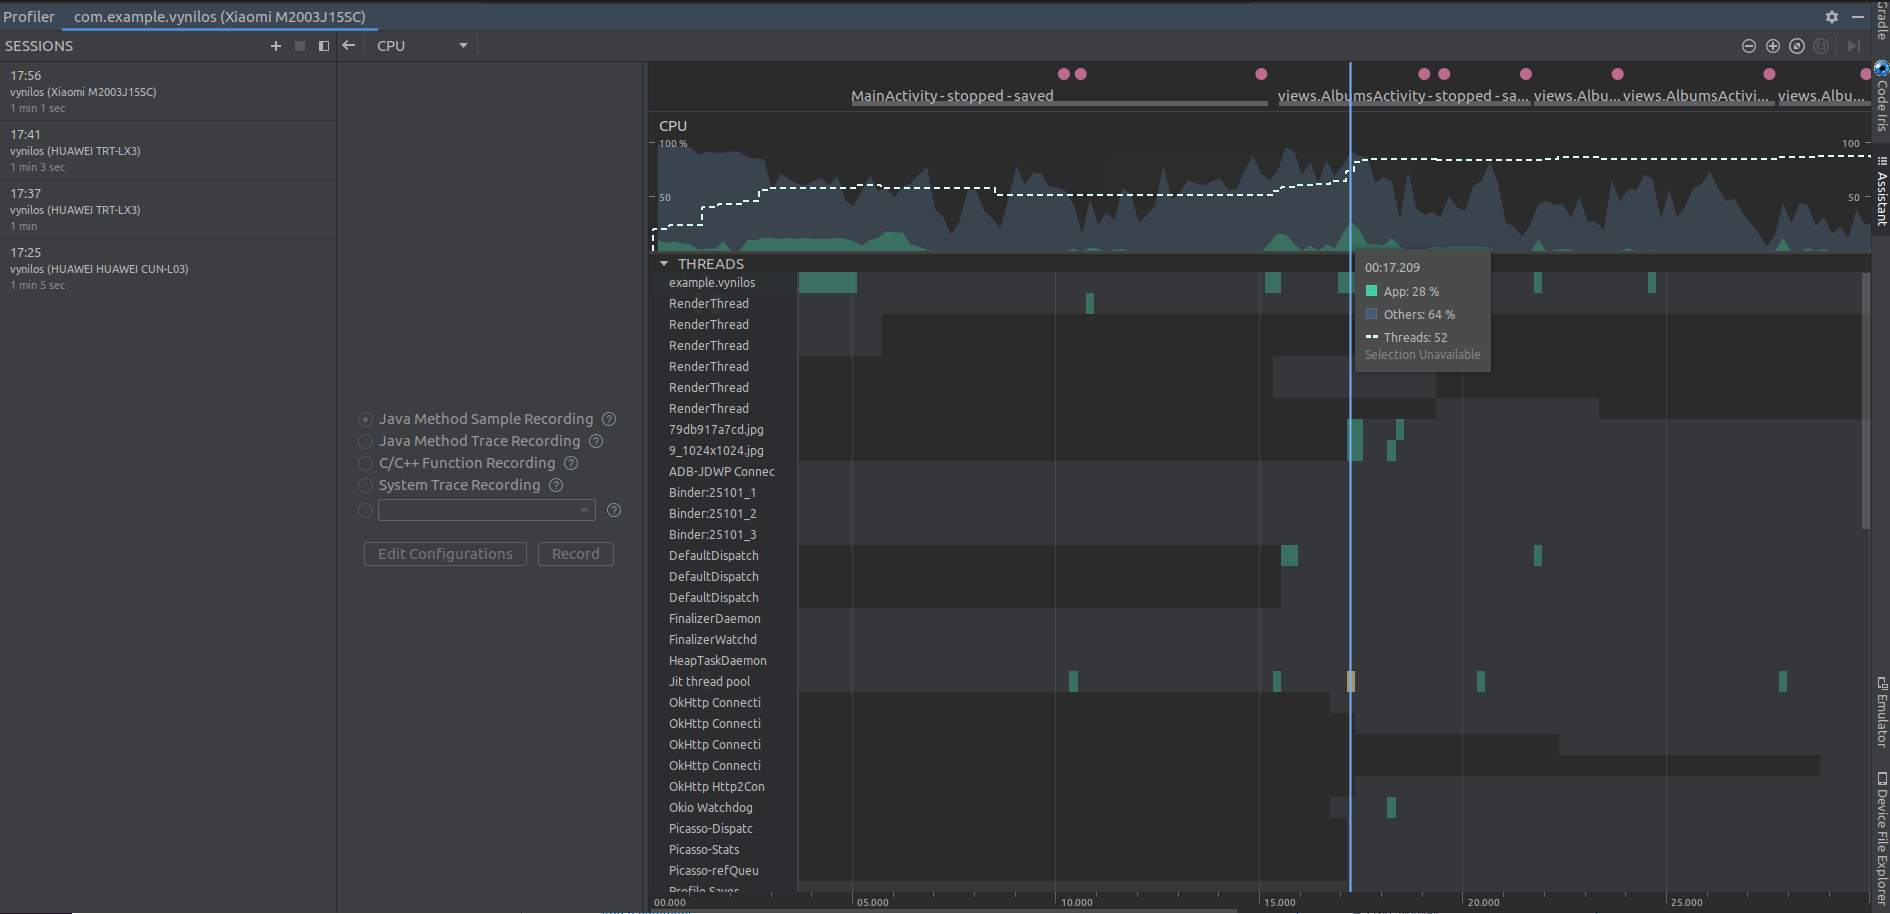 Profiler com.example.vynilos (Xiaomi M2003J15SC)
SESSIONS
CPU
17:56
vynilos (Xiaomi M2003J15SC)
1 min 1 sec
17:41
vynilos (HUAWEI TRT-LX3)
1 min 3 sec
17:37
vynilos (HUAWEI TRT-LX3)
1 min
17:25
vynilos (HUAWEI HUAWEI CUN-L03)
1 min 5 sec
Java Method Sample Recording
Java Method Trace Recording
C/C++ Function Recording
System Trace Recording
Edit Configurations Record
MainActivity - stopped - saved views.AlbumsActivity - stopped - sa... views.Albu... views.AlbumsActivi... views.Albu...
CPU
100 % 100
50 50
THREADS
example.vynilos
RenderThread
RenderThread
RenderThread
RenderThread
RenderThread
RenderThread
79db917a7cd.jpg
9_1024x1024.jpg
ADB-JDWP Connec
Binder:25101_1
Binder:25101_2
Binder:25101_3
DefaultDispatch
DefaultDispatch
DefaultDispatch
FinalizerDaemon
FinalizerWatchd
HeapTaskDaemon
Jit thread pool
OkHttp Connecti
OkHttp Connecti
OkHttp Connecti
OkHttp Connecti
OkHttp Http2Con
Okio Watchdog
Picasso-Dispatc
Picasso-Stats
Picasso-refQueu
Profile Saver
00:17.209
App: 28 %
Others: 64 %
Threads: 52
Selection Unavailable
00.000 05.000 10.000 15.000 20.000 25.000
Gradle
Code Iris
Assistant
Emulator
Device File Explorer